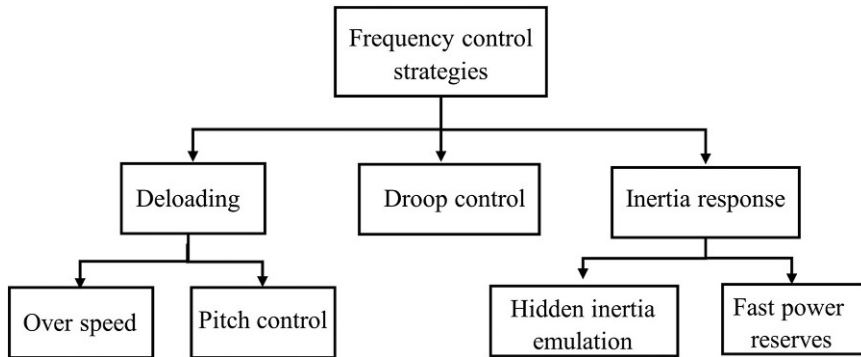 Frequency control
strategies
Deloading
Droop control
Inertia response
Over speed
Pitch control
Hidden inertia
emulation
Fast power
reserves